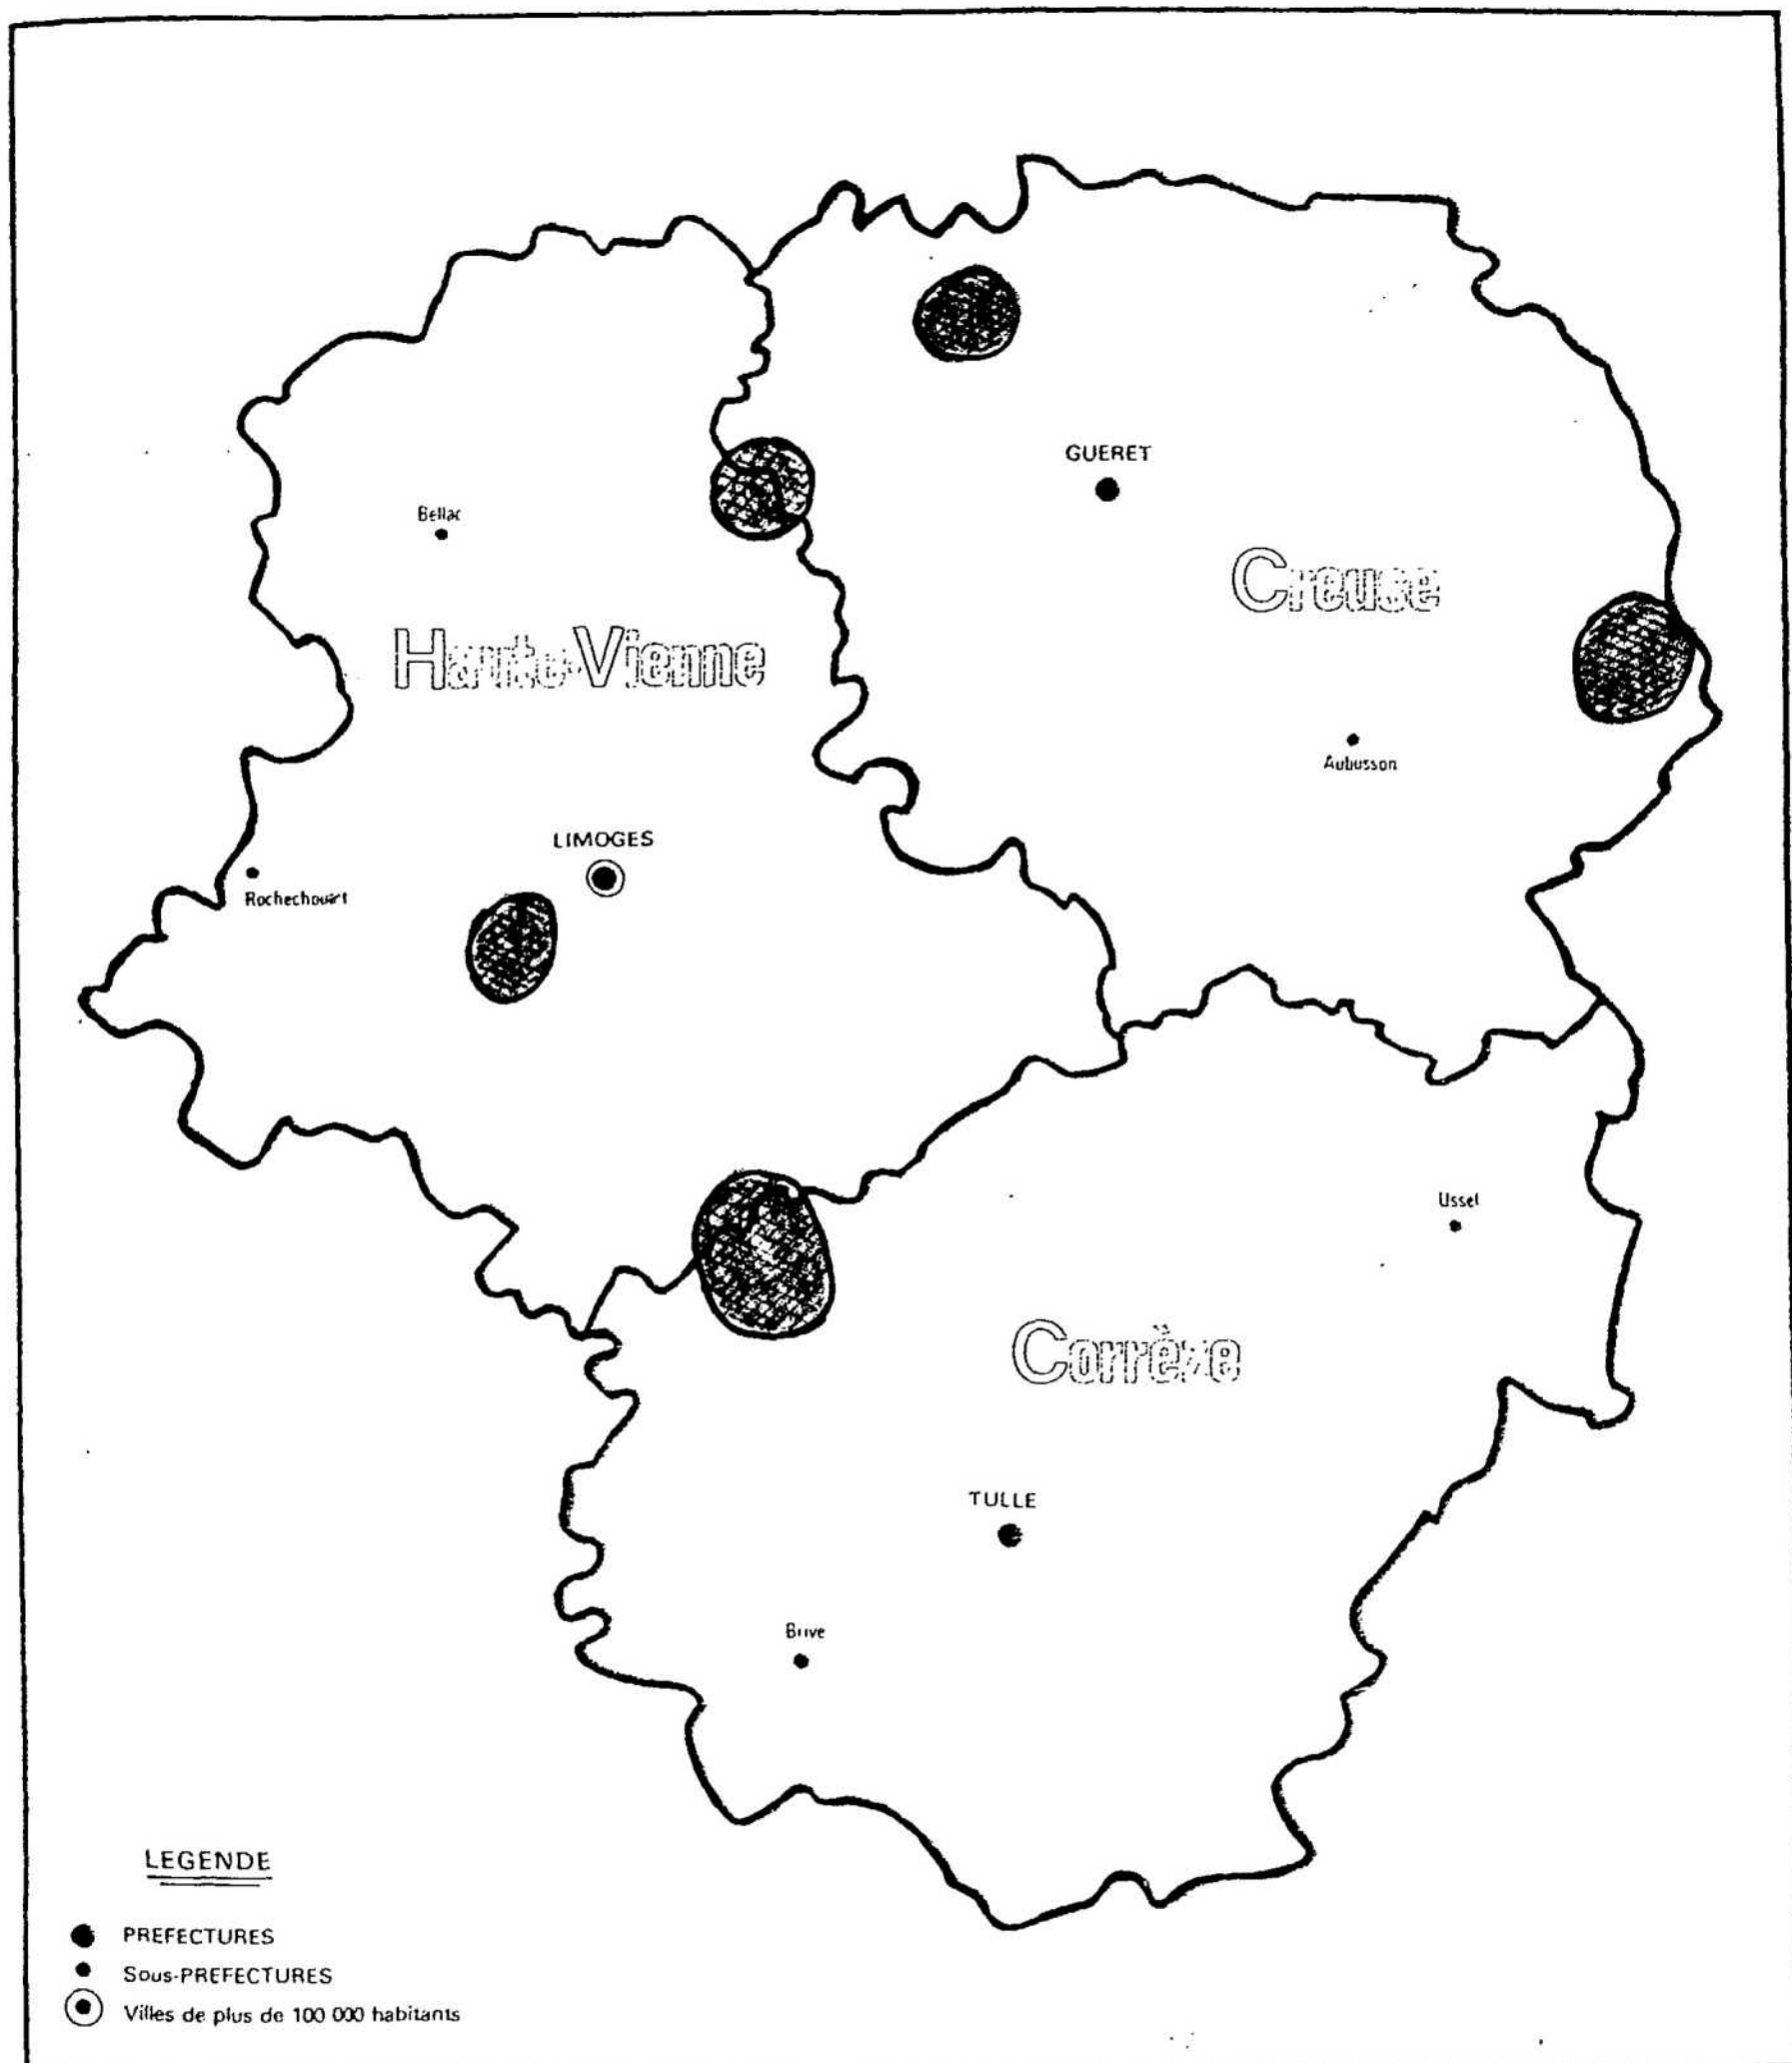 GUERET
Bellac
Creuse
Haute-Vienne
Aubusson
LIMOGES
Rochechouart
Ussel
Corrèze
TULLE
Brive
LEGENDE
PREFECTURES
Sous-PREFECTURES
Villes de plus de 100 000 habitants